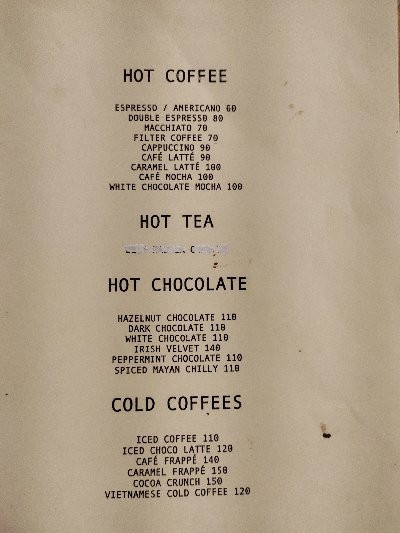 HOT COFFEE
ESPRESSO / AMERICANO 60
DOUBLE ESPRESSO 80
MACCHIATO 70
FILTER COFFEE 70
CAPPUCCINO 90
CAFÉ LATTÉ 90
CARAMEL LATTÉ 100
CAFÉ MOCHA 100
WHITE CHOCOLATE MOCHA 100
HOT TEA
HOT CHOCOLATE
HAZELNUT CHOCOLATE 110
DARK CHOCOLATE 110
WHITE CHOCOLATE 110
IRISH VELVET 140
PEPPERMINT CHOCOLATE 110
SPICED MAYAN CHILLY 110
COLD COFFEES
ICED COFFEE 110
ICED CHOCO LATTE 120
CAFÉ FRAPPÉ 140
CARAMEL FRAPPÉ 150
COCOA CRUNCH 150
VIETNAMESE COLD COFFEE 120